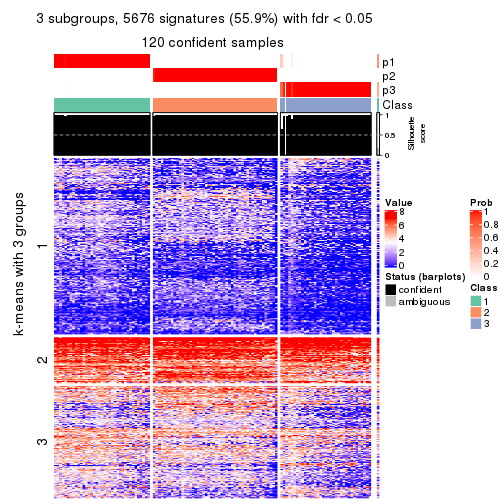 3 subgroups, 5676 signatures (55.9%) with fdr < 0.05
120 confident samples
p1
p2
p3
Class
1
0.5
0
Silhouette
score
k-means with 3 groups
1
2
3
Value
8
6
4
2
0
Status (barplots)
confident
ambiguous
Prob
1
0.8
0.6
0.4
0.2
0
Class
1
2
3